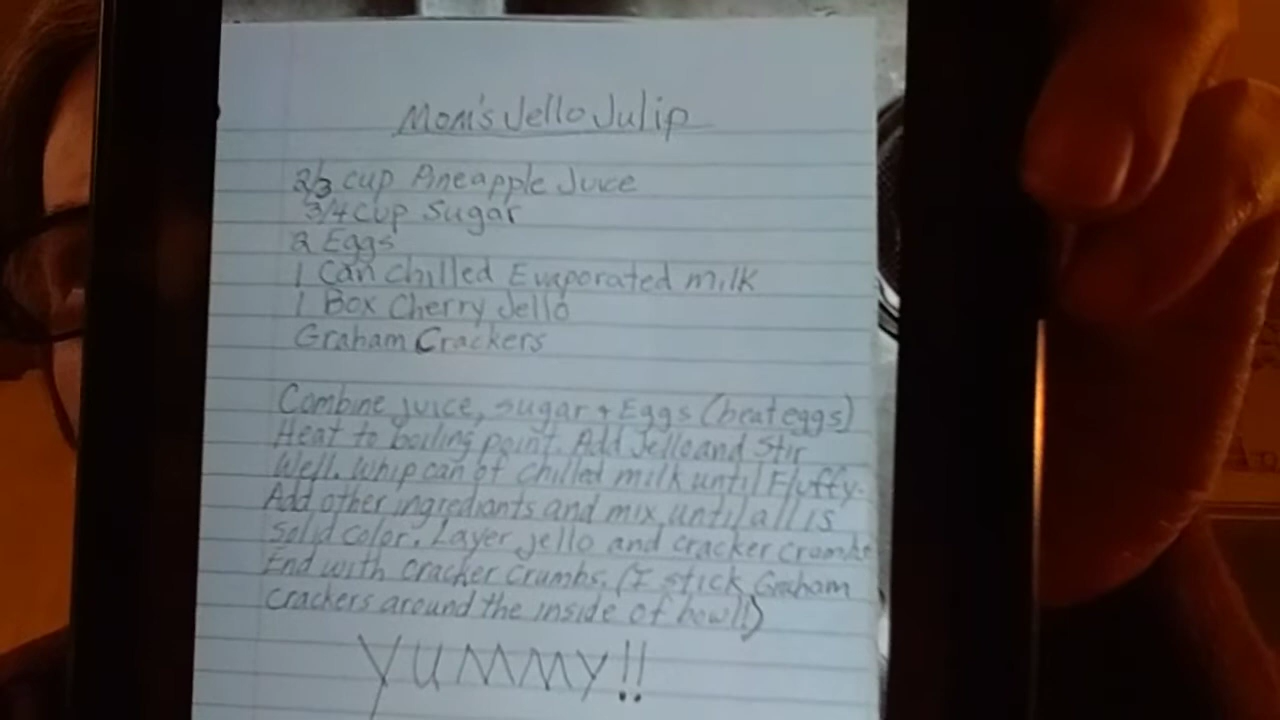 Mom's Jello Julip
2/3 cup Pineapple Juice
3/4 cup Sugar
2 Eggs
1 Can chilled Evaporated milk
1 Box Cherry Jello
Graham Crackers
Combine juice, sugar + Eggs (beat eggs)
Heat to boiling point. Add Jello and Stir
Well. Whip can of chilled milk until Fluffy.
Add other ingrediants and mix until all is
solid color. Layer jello and cracker crombs
End with cracker crumbs. (I stick Graham
crackers around the inside of bowl!)
YUMMY!!